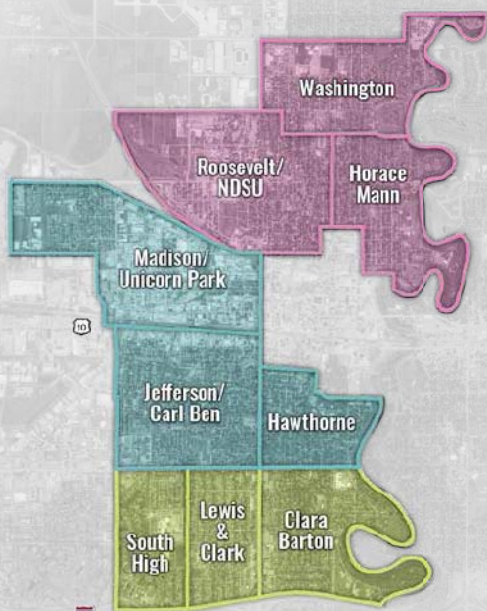 Washington
Roosevelt/
NDSU
Horace
Mann
Madison/
Unicorn Park
10
Jefferson/
Carl Ben
Hawthorne
South
High
Lewis
&
Clark
Clara
Barton